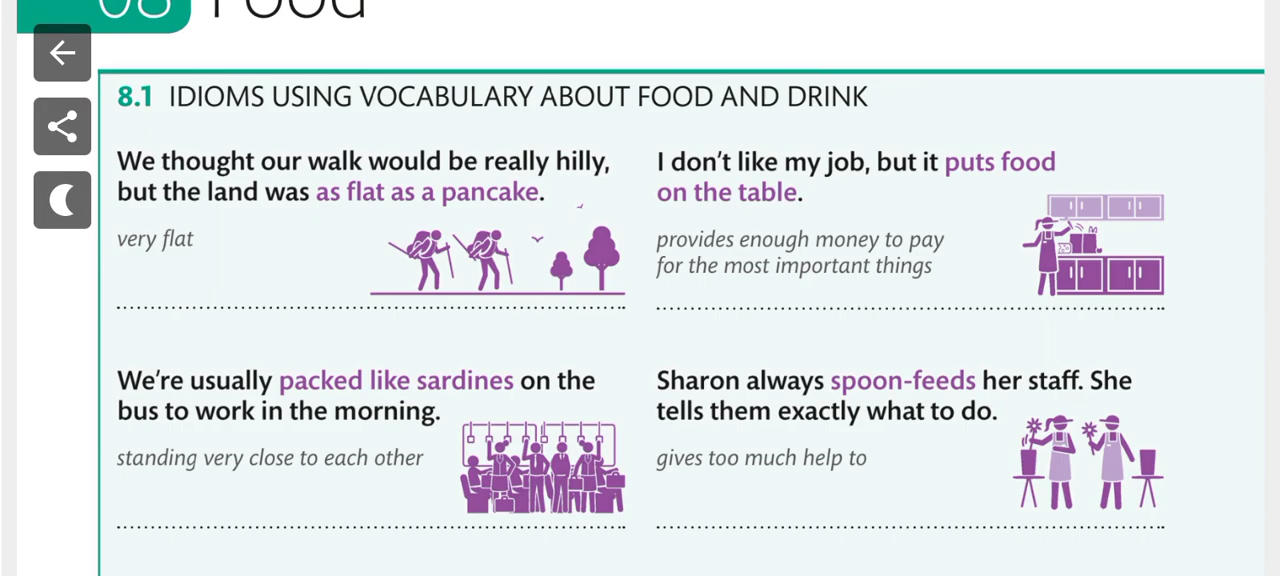 08 Food
8.1 IDIOMS USING VOCABULARY ABOUT FOOD AND DRINK
We thought our walk would be really hilly,
but the land was as flat as a pancake.
very flat
I don't like my job, but it puts food
on the table.
provides enough money to pay
for the most important things
We're usually packed like sardines on the
bus to work in the morning.
standing very close to each other
Sharon always spoon-feeds her staff. She
tells them exactly what to do.
gives too much help to